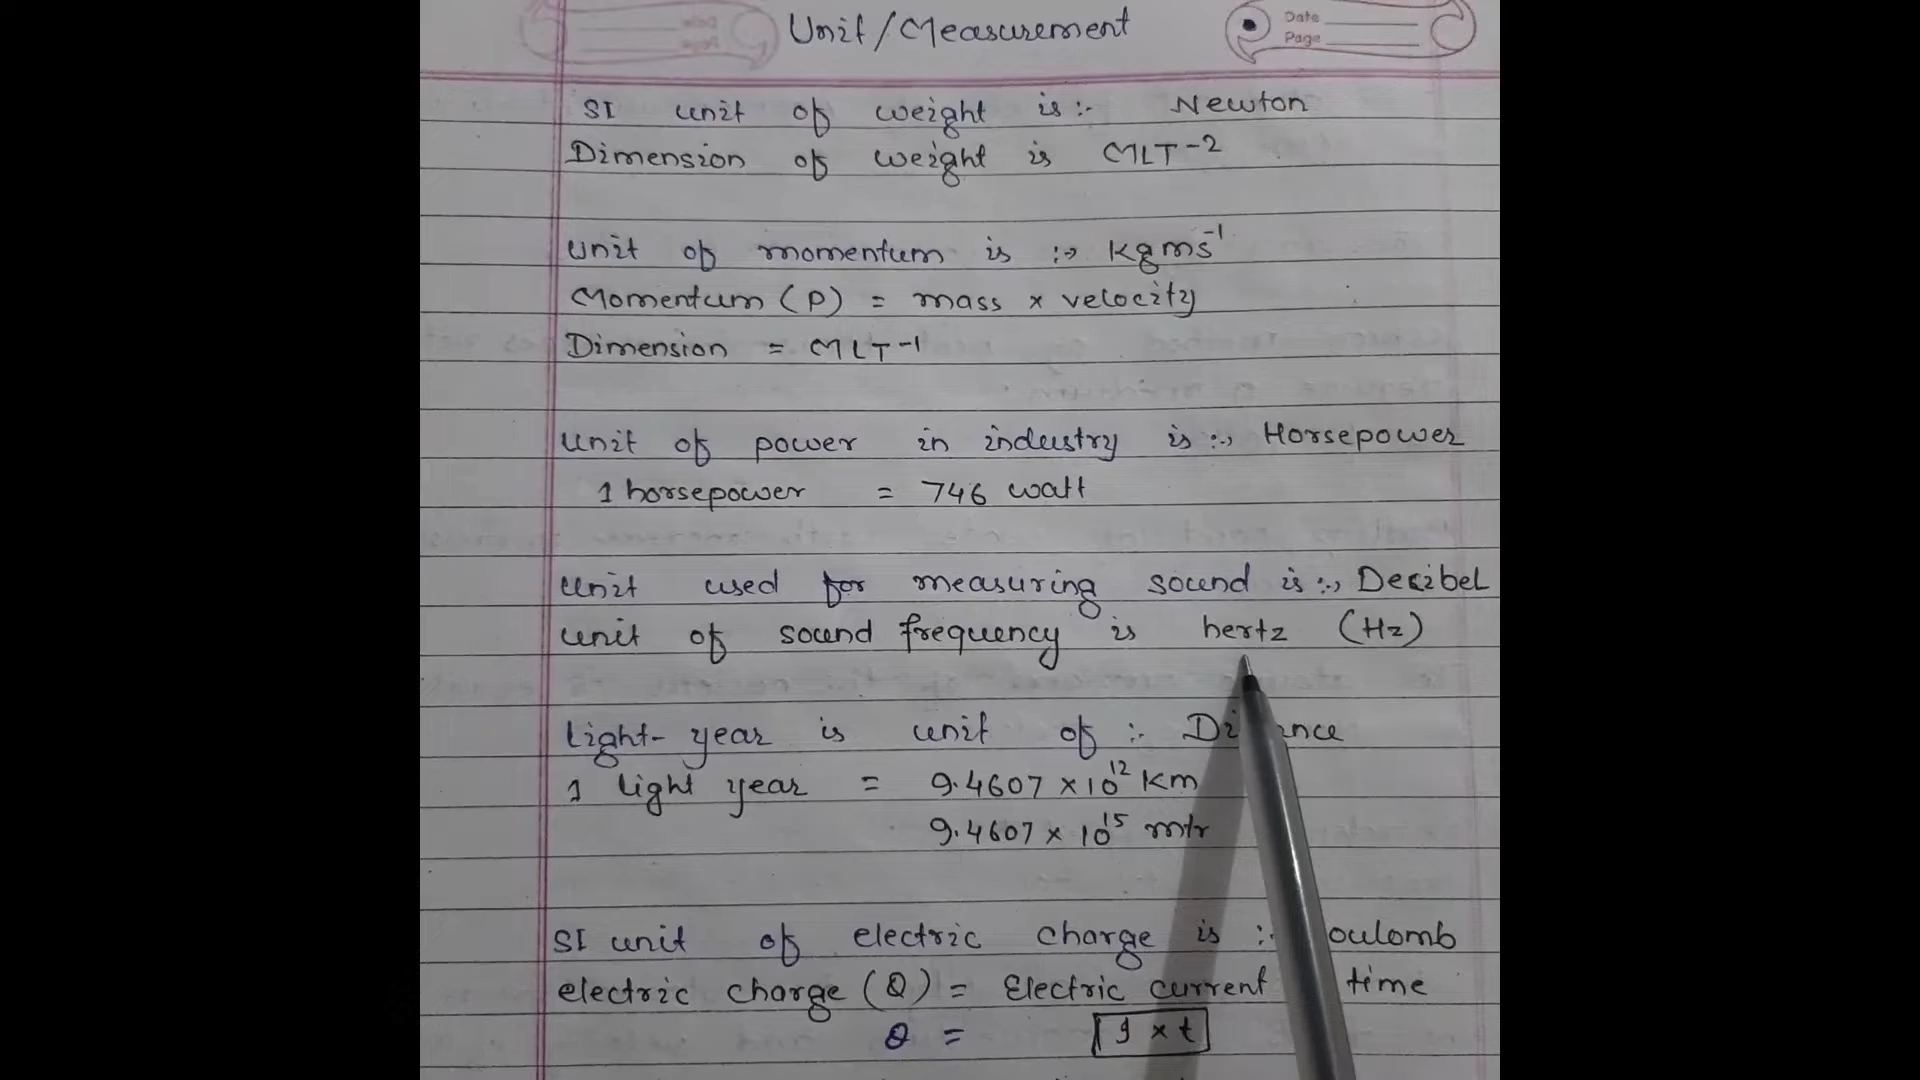 Unit/Measurement
Date
Page
SI unit of weight is:- Newton
Dimension of weight is MLT-2
unit of momentum is :→ kgms⁻¹
Momentum (P) = mass × velocity
Dimension = MLT-1
unit of power in industry is :→ Horsepower
1 horsepower = 746 watt
unit used for measuring sound is :→ Decibel
unit of sound frequency is hertz (Hz)
Light-year is unit of :-
1 light year = 9.4607 × 10¹² Km
9.4607 × 10¹⁵ mtr
SI unit of electric charge is :- oulomb
electric charge (Q) = Electric current time
Q = I × t